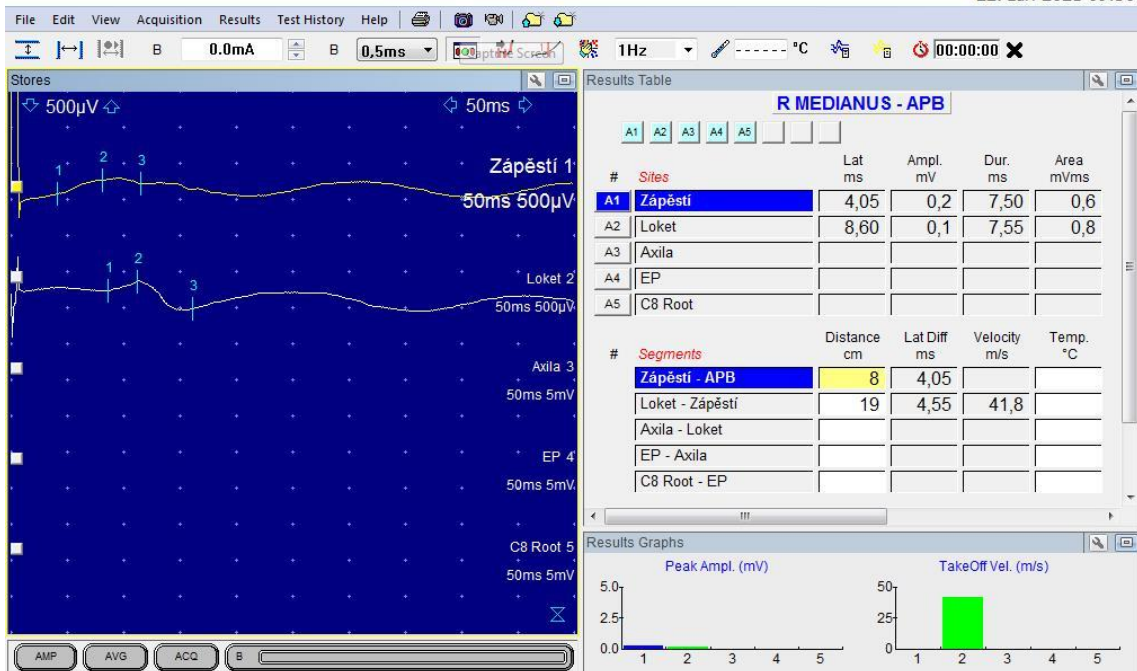 File Edit View Acquisition Results Test History Help
B 0.0mA B 0,5ms 1Hz ------ °C 00:00:00
Stores
500µV 50ms
1 2 3
Zápěstí 1
50ms 500µV
1 2 3
Loket 2
50ms 500µV
Axila 3
50ms 5mV
EP 4
50ms 5mV
C8 Root 5
50ms 5mV
AMP AVG ACQ B
Results Table
R MEDIANUS - APB
A1 A2 A3 A4 A5
Lat Ampl. Dur. Area
# Sites ms mV ms mVms
A1 Zápěstí 4,05 0,2 7,50 0,6
A2 Loket 8,60 0,1 7,55 0,8
A3 Axila
A4 EP
A5 C8 Root
Distance Lat Diff Velocity Temp.
# Segments cm ms m/s °C
Zápěstí - APB 8 4,05
Loket - Zápěstí 19 4,55 41,8
Axila - Loket
EP - Axila
C8 Root - EP
Results Graphs
Peak Ampl. (mV) TakeOff Vel. (m/s)
5.0 50
2.5 25
0.0 0
1 2 3 4 5 1 2 3 4 5